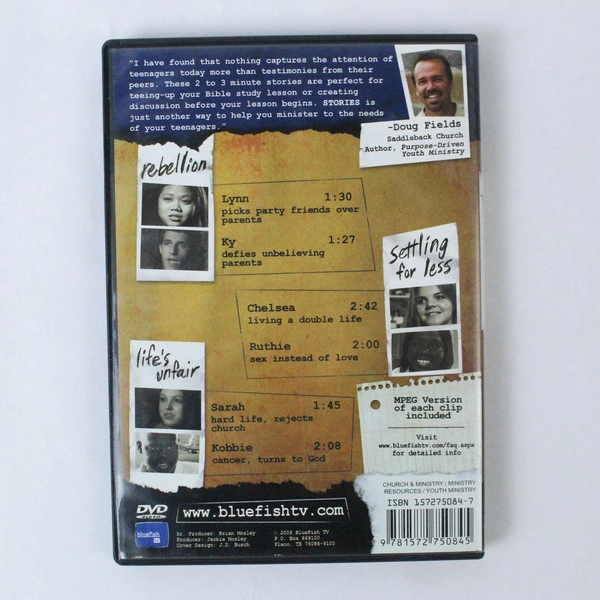 "I have found that nothing captures the attention of
teenagers today more than testimonies from their
peers. These 2 to 3 minute stories are perfect for
teeing-up your Bible study lesson or creating
discussion before your lesson begins. STORIES is
just another way to help you minister to the needs
of your teenagers."
-Doug Fields
Saddleback Church
Author, Purpose-Driven
Youth Ministry
rebellion
Lynn 1:30
picks party friends over
parents
Ky 1:27
defies unbelieving
parents
settling
for less
Chelsea 2:42
living a double life
Ruthie 2:00
sex instead of love
life's
unfair
Sarah 1:45
hard life, rejects
church
Kobbie 2:08
cancer, turns to God
MPEG Version
of each clip
included
Visit
www.bluefishtv.com/faq.aspx
for detailed info
DVD
VIDEO
www.bluefishtv.com
bluefish
TV
Sr. Producer: Brian Mosley
Producer: Jackie Mosley
Cover Design: J.D. Busch
© 2006 BlueFish TV
P.O. Box 869100
Plano, TX 75086-9100
CHURCH & MINISTRY / MINISTRY
RESOURCES / YOUTH MINISTRY
ISBN 157275084-7
9 781572 750845